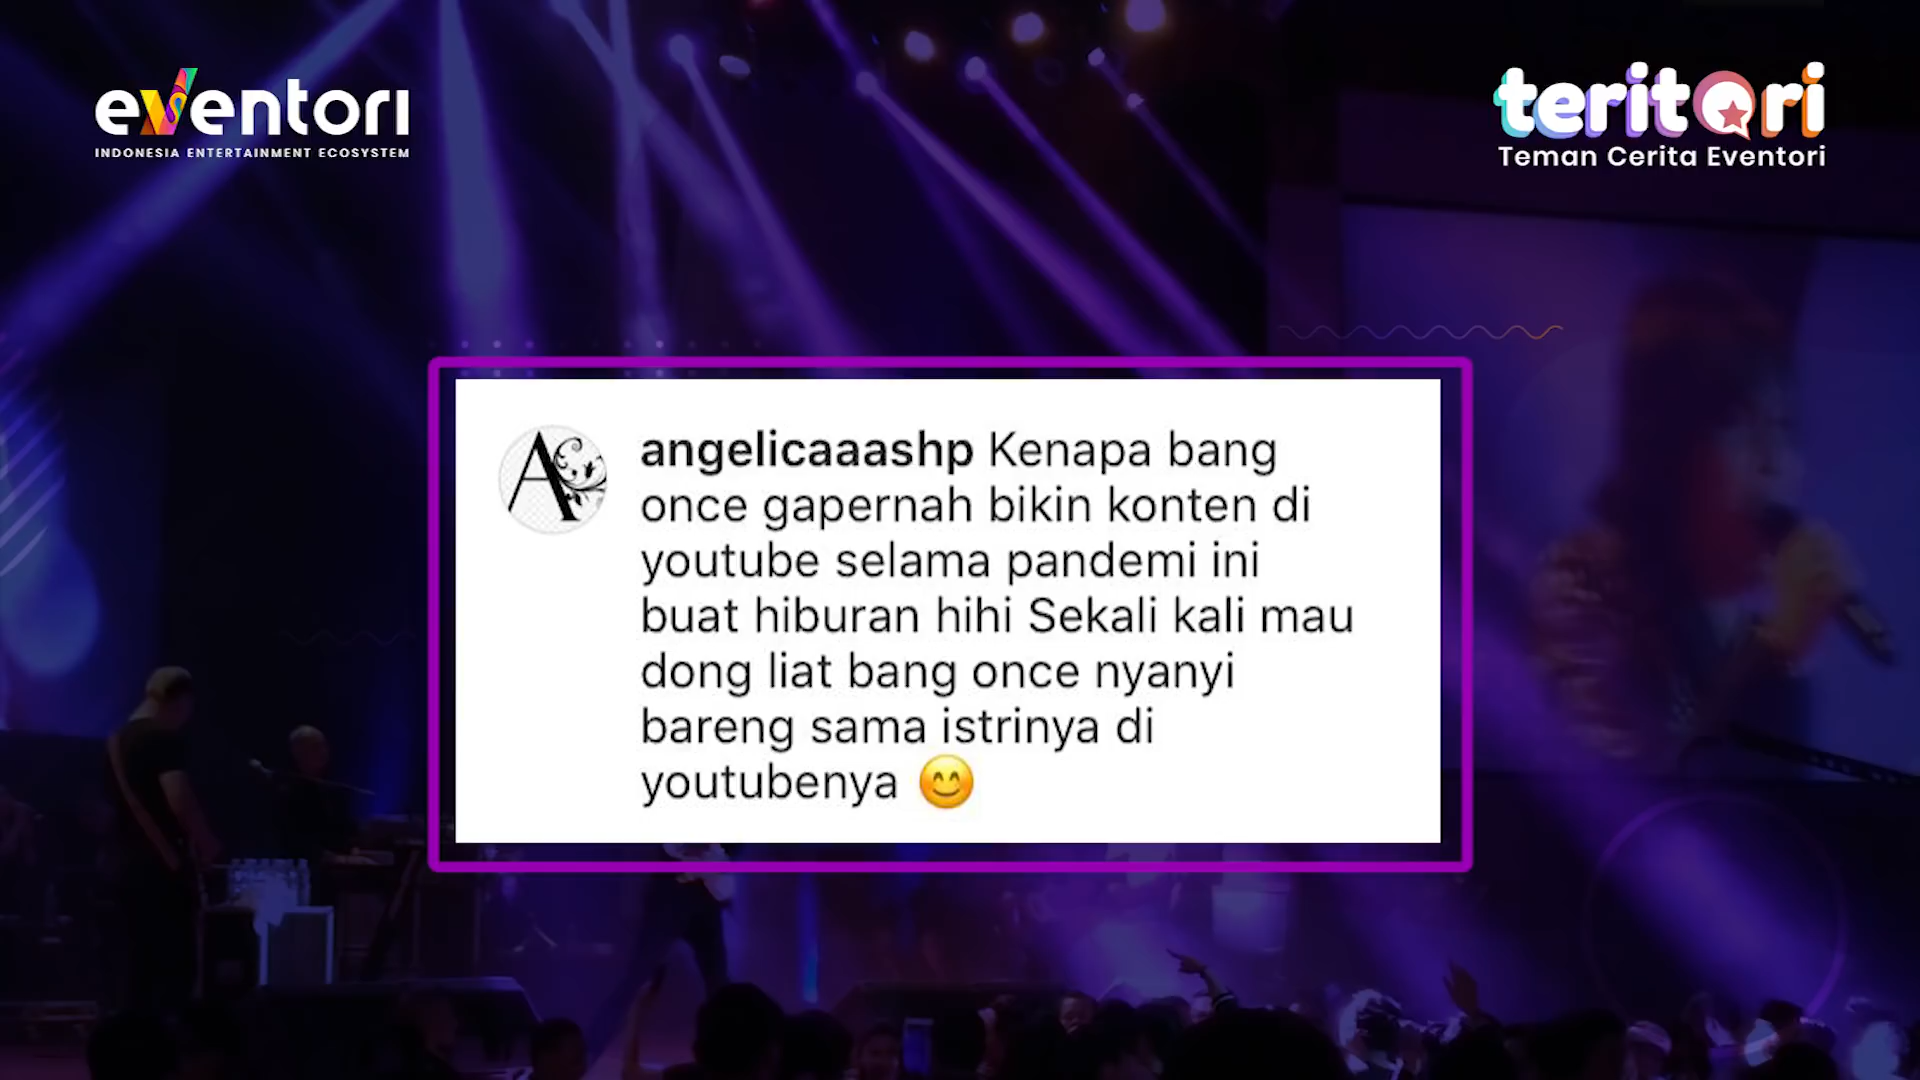 eventori
INDONESIA ENTERTAINMENT ECOSYSTEM
teritori
Teman Cerita Eventori
angelicaaashp Kenapa bang
once gapernah bikin konten di
youtube selama pandemi ini
buat hiburan hihi Sekali kali mau
dong liat bang once nyanyi
bareng sama istrinya di
youtubenya 😊